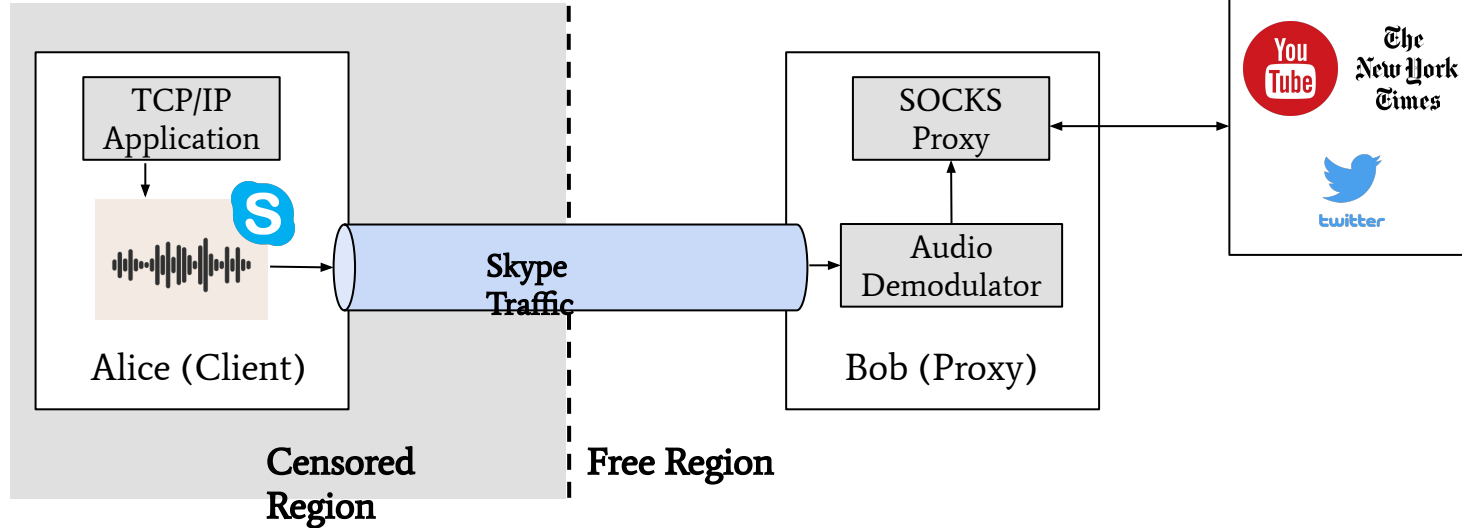 TCP/IP
Application
S
Alice (Client)
Skype
Traffic
Censored
Region
Free Region
SOCKS
Proxy
Audio
Demodulator
Bob (Proxy)
You
Tube
The
New York
Times
twitter